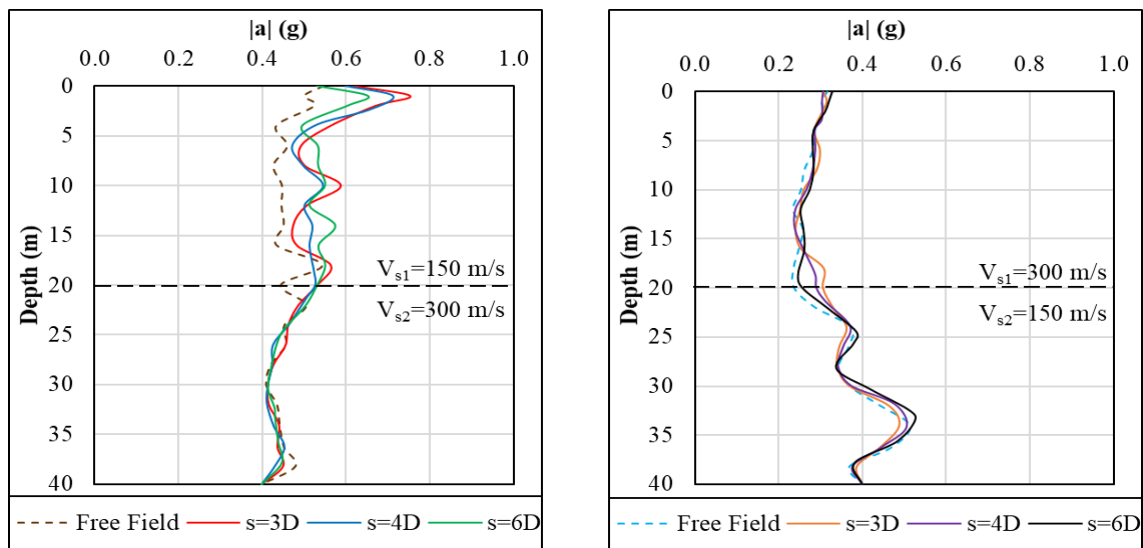 |a| (g)
0.0 0.2 0.4 0.6 0.8 1.0
0
5
10
15
20
25
30
35
40
Depth (m)
Vs1=150 m/s
Vs2=300 m/s
Free Field s=3D s=4D s=6D
|a| (g)
0.0 0.2 0.4 0.6 0.8 1.0
0
5
10
15
20
25
30
35
40
Depth (m)
Vs1=300 m/s
Vs2=150 m/s
Free Field s=3D s=4D s=6D